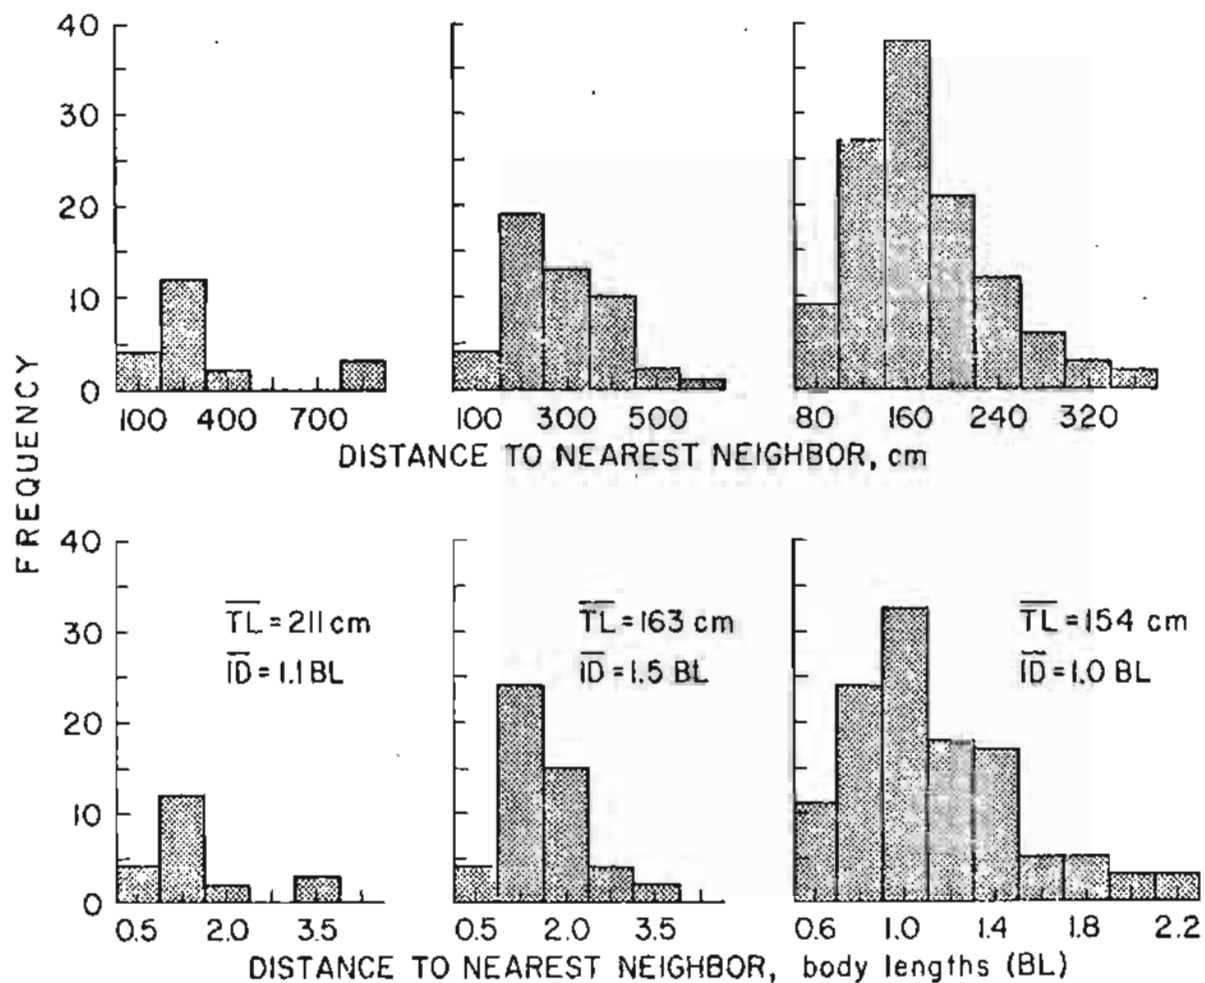 40
30
20
10
0
100 400 700 100 300 500 80 160 240 320
DISTANCE TO NEAREST NEIGHBOR, cm
FREQUENCY
40
30
20
10
0
TL = 211 cm TL = 163 cm TL = 154 cm
ID = 1.1 BL ID = 1.5 BL ID = 1.0 BL
0.5 2.0 3.5 0.5 2.0 3.5 0.6 1.0 1.4 1.8 2.2
DISTANCE TO NEAREST NEIGHBOR, body lengths (BL)